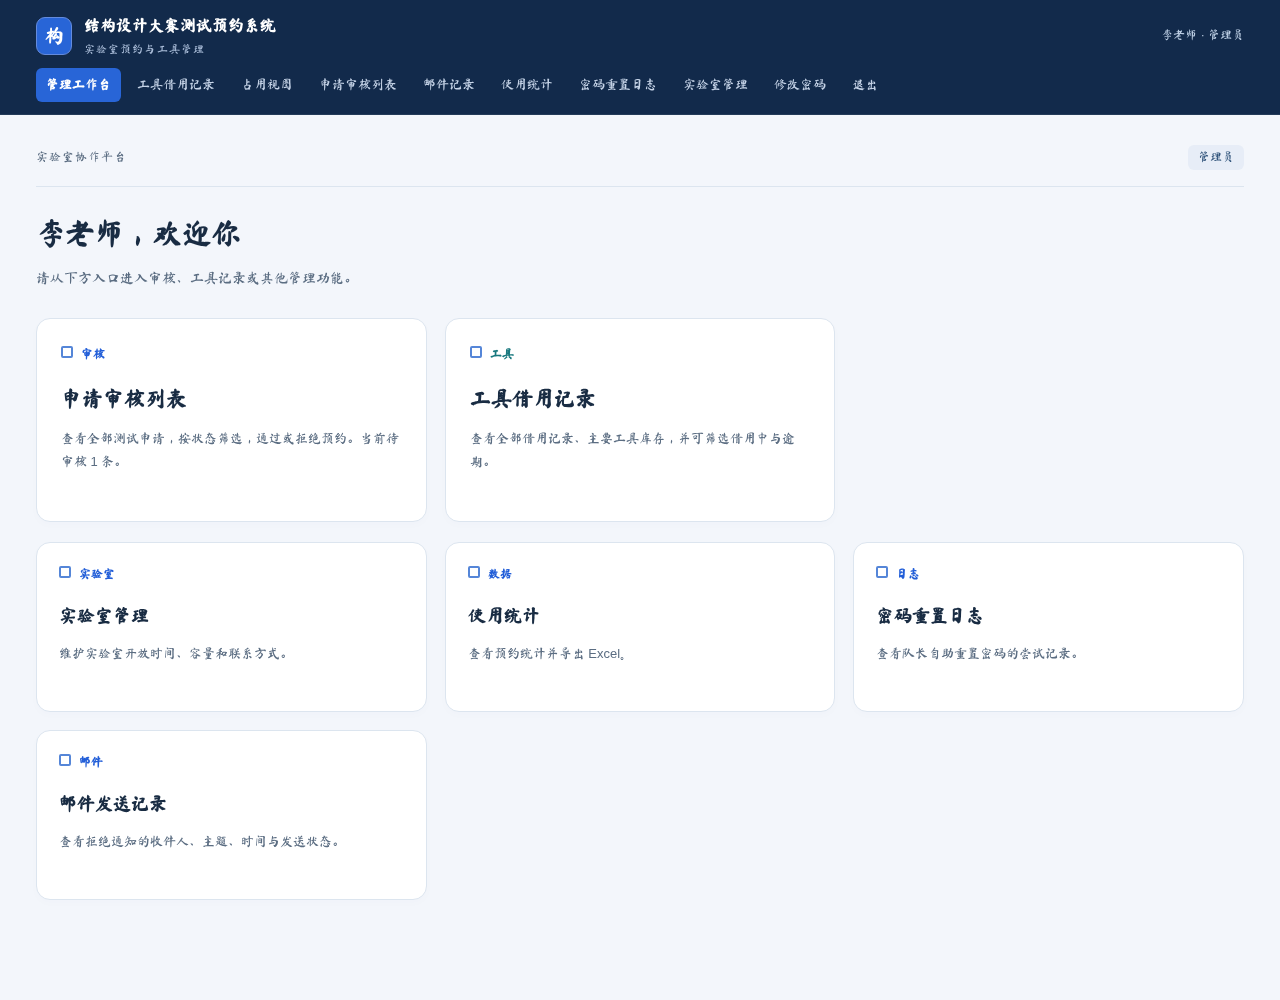 构
结构设计大赛测试预约系统
实验室预约与工具管理
李老师 · 管理员
管理工作台 工具借用记录 占用视图 申请审核列表 邮件记录 使用统计 密码重置日志 实验室管理 修改密码 退出
实验室协作平台
管理员
李老师，欢迎你
请从下方入口进入审核、工具记录或其他管理功能。
审核
申请审核列表
查看全部测试申请，按状态筛选，通过或拒绝预约。当前待
审核 1 条。
工具
工具借用记录
查看全部借用记录、主要工具库存，并可筛选借用中与逾
期。
实验室
实验室管理
维护实验室开放时间、容量和联系方式。
数据
使用统计
查看预约统计并导出 Excel。
日志
密码重置日志
查看队长自助重置密码的尝试记录。
邮件
邮件发送记录
查看拒绝通知的收件人、主题、时间与发送状态。